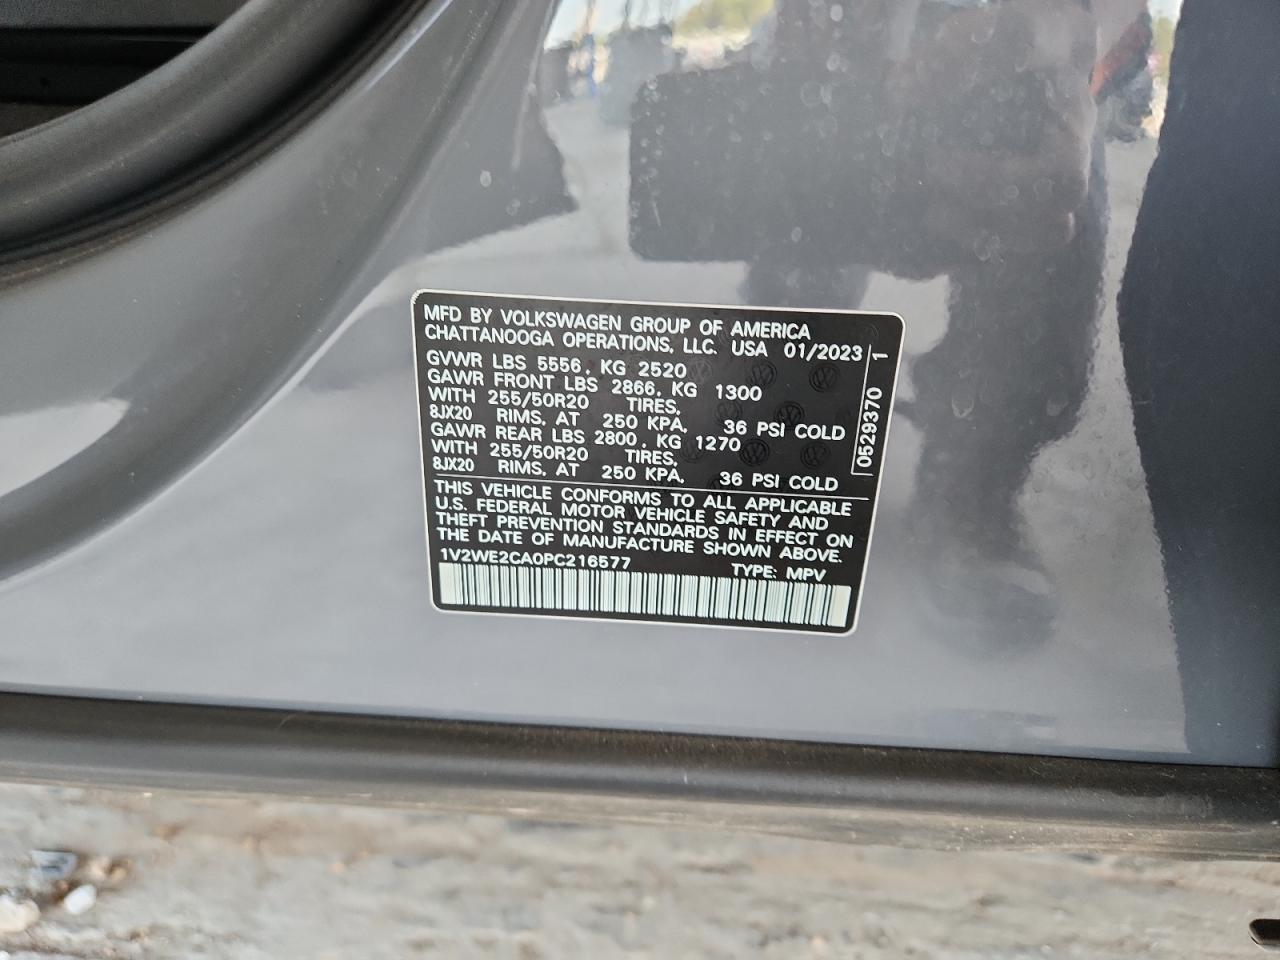 MFD BY VOLKSWAGEN GROUP OF AMERICA
CHATTANOOGA OPERATIONS, LLC. USA 01/2023
GVWR LBS 5556, KG 2520
GAWR FRONT LBS 2866, KG 1300
WITH 255/50R20 TIRES,
8JX20 RIMS, AT 250 KPA, 36 PSI COLD
GAWR REAR LBS 2800, KG 1270
WITH 255/50R20 TIRES,
8JX20 RIMS, AT 250 KPA, 36 PSI COLD
0529370 1
THIS VEHICLE CONFORMS TO ALL APPLICABLE
U.S. FEDERAL MOTOR VEHICLE SAFETY AND
THEFT PREVENTION STANDARDS IN EFFECT ON
THE DATE OF MANUFACTURE SHOWN ABOVE.
1V2WE2CA0PC216577 TYPE: MPV